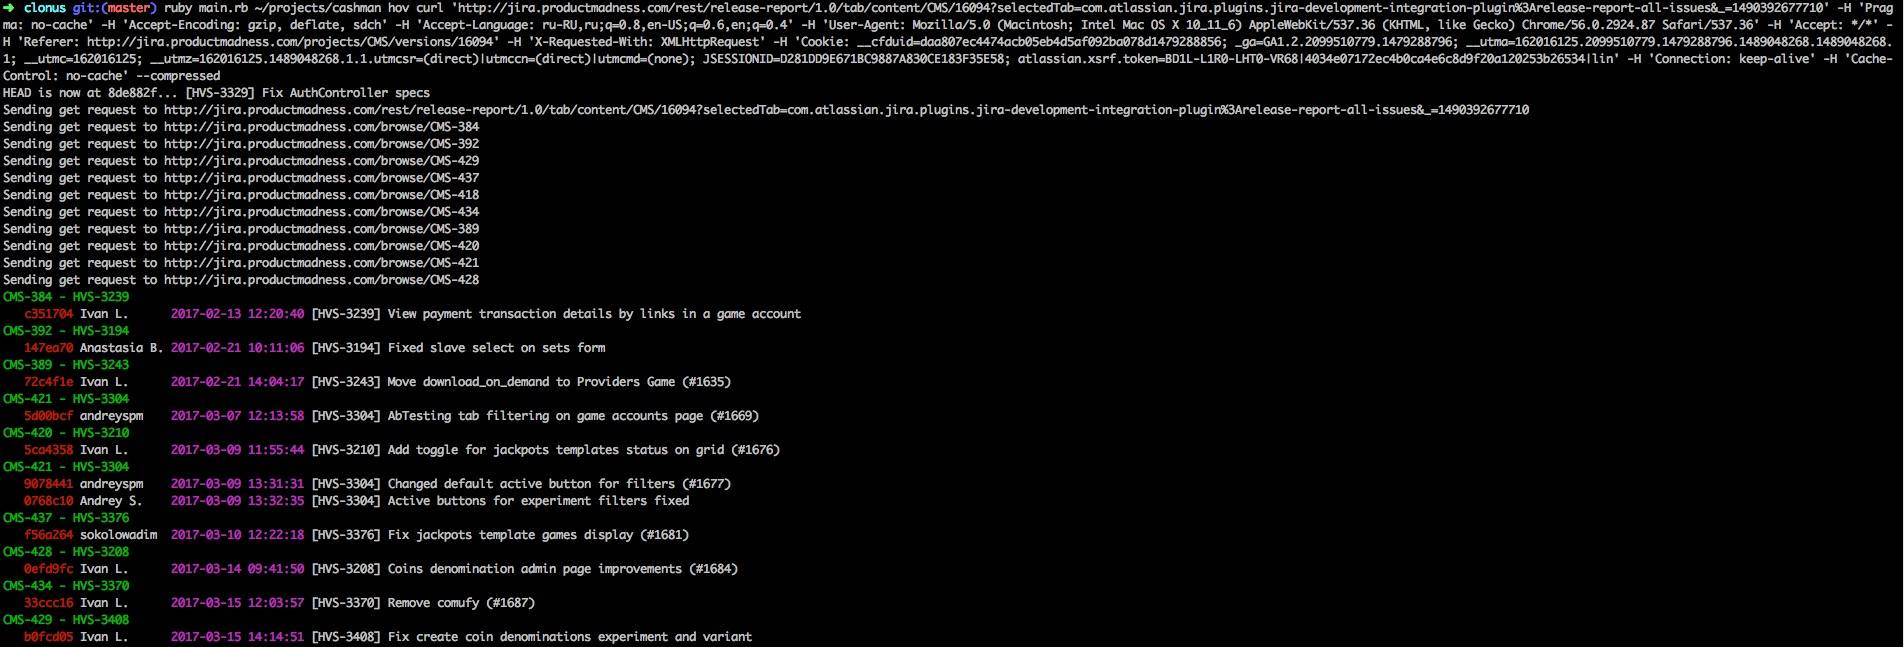 ➜ clonus git:(master) ruby main.rb ~/projects/cashman hov curl 'http://jira.productmadness.com/rest/release-report/1.0/tab/content/CMS/16094?selectedTab=com.atlassian.jira.plugins.jira-development-integration-plugin%3Arelease-report-all-issues&_=1490392677710' -H 'Prag
ma: no-cache' -H 'Accept-Encoding: gzip, deflate, sdch' -H 'Accept-Language: ru-RU,ru;q=0.8,en-US;q=0.6,en;q=0.4' -H 'User-Agent: Mozilla/5.0 (Macintosh; Intel Mac OS X 10_11_6) AppleWebKit/537.36 (KHTML, like Gecko) Chrome/56.0.2924.87 Safari/537.36' -H 'Accept: */*' -
H 'Referer: http://jira.productmadness.com/projects/CMS/versions/16094' -H 'X-Requested-With: XMLHttpRequest' -H 'Cookie: __cfduid=daa807ec4474acb05eb4d5af092ba078d1479288856; _ga=GA1.2.2099510779.1479288796; __utma=162016125.2099510779.1479288796.1489048268.1489048268.
1; __utmc=162016125; __utmz=162016125.1489048268.1.1.utmcsr=(direct)|utmccn=(direct)|utmcmd=(none); JSESSIONID=D281DD9E671BC9887A830CE183F35E58; atlassian.xsrf.token=BD1L-L1R0-LHT0-VR68|4034e07172ec4b0ca4e6c8d9f20a120253b26534|lin' -H 'Connection: keep-alive' -H 'Cache-
Control: no-cache' --compressed
HEAD is now at 8de882f... [HVS-3329] Fix AuthController specs
Sending get request to http://jira.productmadness.com/rest/release-report/1.0/tab/content/CMS/16094?selectedTab=com.atlassian.jira.plugins.jira-development-integration-plugin%3Arelease-report-all-issues&_=1490392677710
Sending get request to http://jira.productmadness.com/browse/CMS-384
Sending get request to http://jira.productmadness.com/browse/CMS-392
Sending get request to http://jira.productmadness.com/browse/CMS-429
Sending get request to http://jira.productmadness.com/browse/CMS-437
Sending get request to http://jira.productmadness.com/browse/CMS-418
Sending get request to http://jira.productmadness.com/browse/CMS-434
Sending get request to http://jira.productmadness.com/browse/CMS-389
Sending get request to http://jira.productmadness.com/browse/CMS-420
Sending get request to http://jira.productmadness.com/browse/CMS-421
Sending get request to http://jira.productmadness.com/browse/CMS-428
CMS-384 - HVS-3239
c351704 Ivan L. 2017-02-13 12:20:40 [HVS-3239] View payment transaction details by links in a game account
CMS-392 - HVS-3194
147ea70 Anastasia B. 2017-02-21 10:11:06 [HVS-3194] Fixed slave select on sets form
CMS-389 - HVS-3243
72c4f1e Ivan L. 2017-02-21 14:04:17 [HVS-3243] Move download_on_demand to Providers Game (#1635)
CMS-421 - HVS-3304
5d00bcf andreyspm 2017-03-07 12:13:58 [HVS-3304] AbTesting tab filtering on game accounts page (#1669)
CMS-420 - HVS-3210
5ca4358 Ivan L. 2017-03-09 11:55:44 [HVS-3210] Add toggle for jackpots templates status on grid (#1676)
CMS-421 - HVS-3304
9078441 andreyspm 2017-03-09 13:31:31 [HVS-3304] Changed default active button for filters (#1677)
0768c10 Andrey S. 2017-03-09 13:32:35 [HVS-3304] Active buttons for experiment filters fixed
CMS-437 - HVS-3376
f56a264 sokolowadim 2017-03-10 12:22:18 [HVS-3376] Fix jackpots template games display (#1681)
CMS-428 - HVS-3208
0efd9fc Ivan L. 2017-03-14 09:41:50 [HVS-3208] Coins denomination admin page improvements (#1684)
CMS-434 - HVS-3370
33ccc16 Ivan L. 2017-03-15 12:03:57 [HVS-3370] Remove comufy (#1687)
CMS-429 - HVS-3408
b0fcd05 Ivan L. 2017-03-15 14:14:51 [HVS-3408] Fix create coin denominations experiment and variant